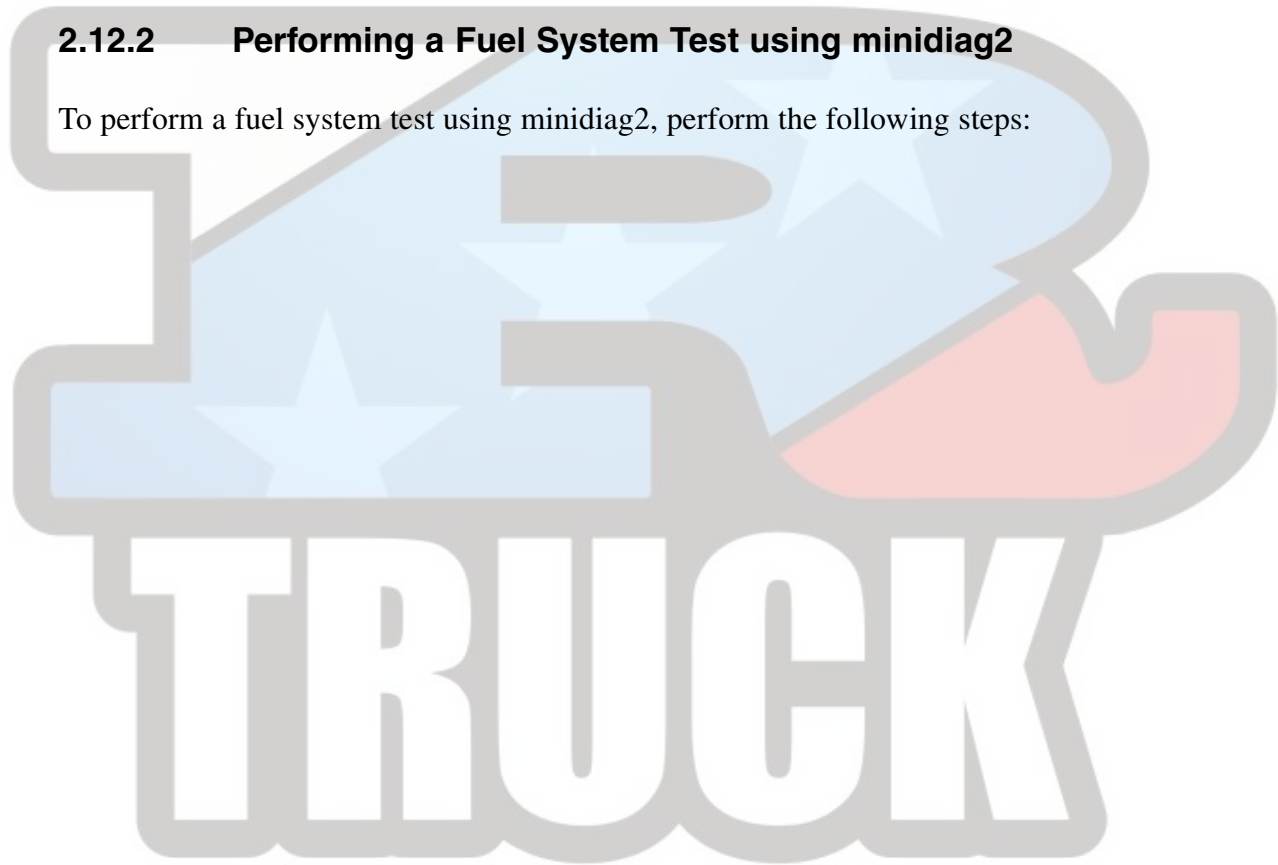 2.12.2 Performing a Fuel System Test using minidiag2
To perform a fuel system test using minidiag2, perform the following steps:
TRUCK